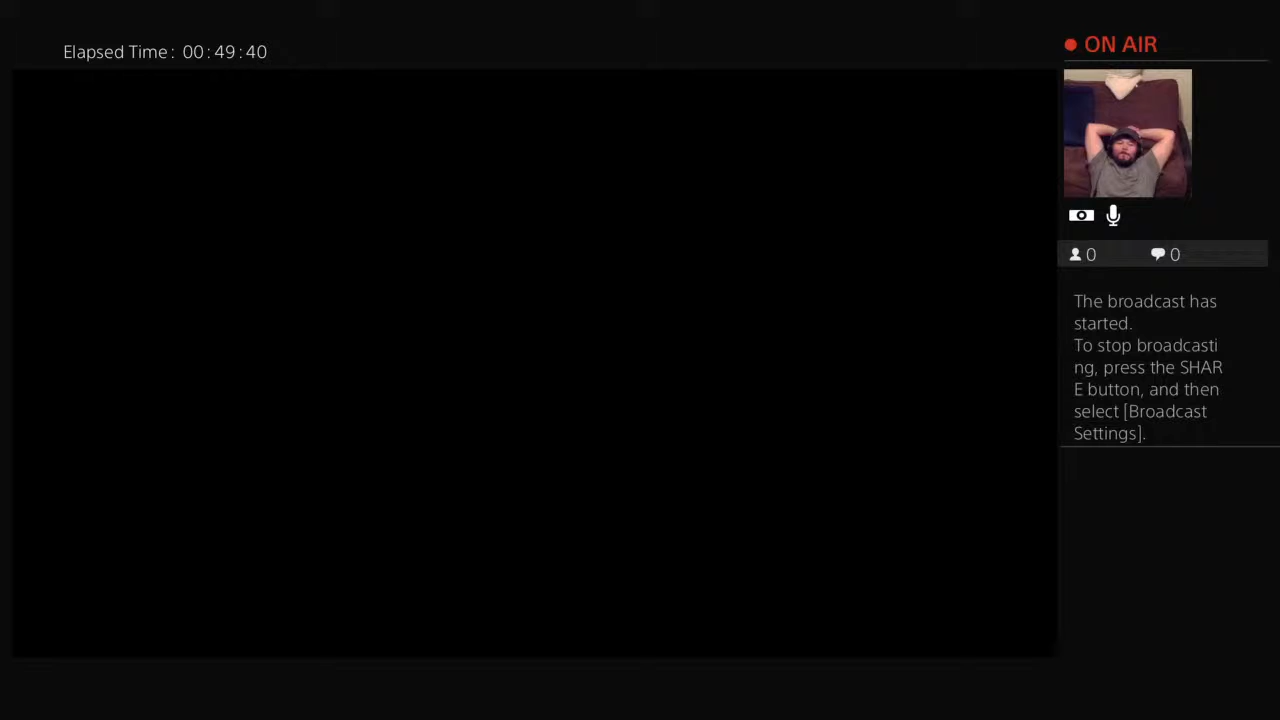 Elapsed Time: 00:49:40
ON AIR
0 0
The broadcast has
started.
To stop broadcasti
ng, press the SHAR
E button, and then
select [Broadcast
Settings].